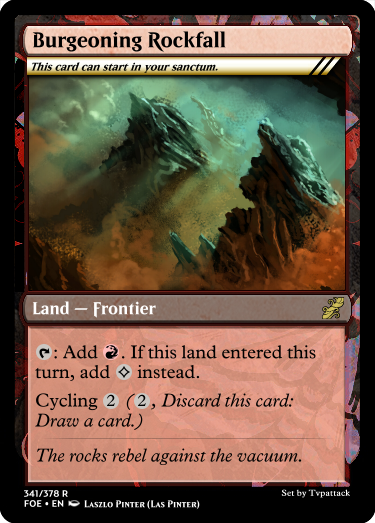 Burgeoning Rockfall
This card can start in your sanctum.
Land — Frontier
: Add . If this land entered this
turn, add instead.
Cycling 2 (2, Discard this card:
Draw a card.)
The rocks rebel against the vacuum.
341/378 R
Set by Tvpattack
FOE • EN Laszlo Pinter (Las Pinter)